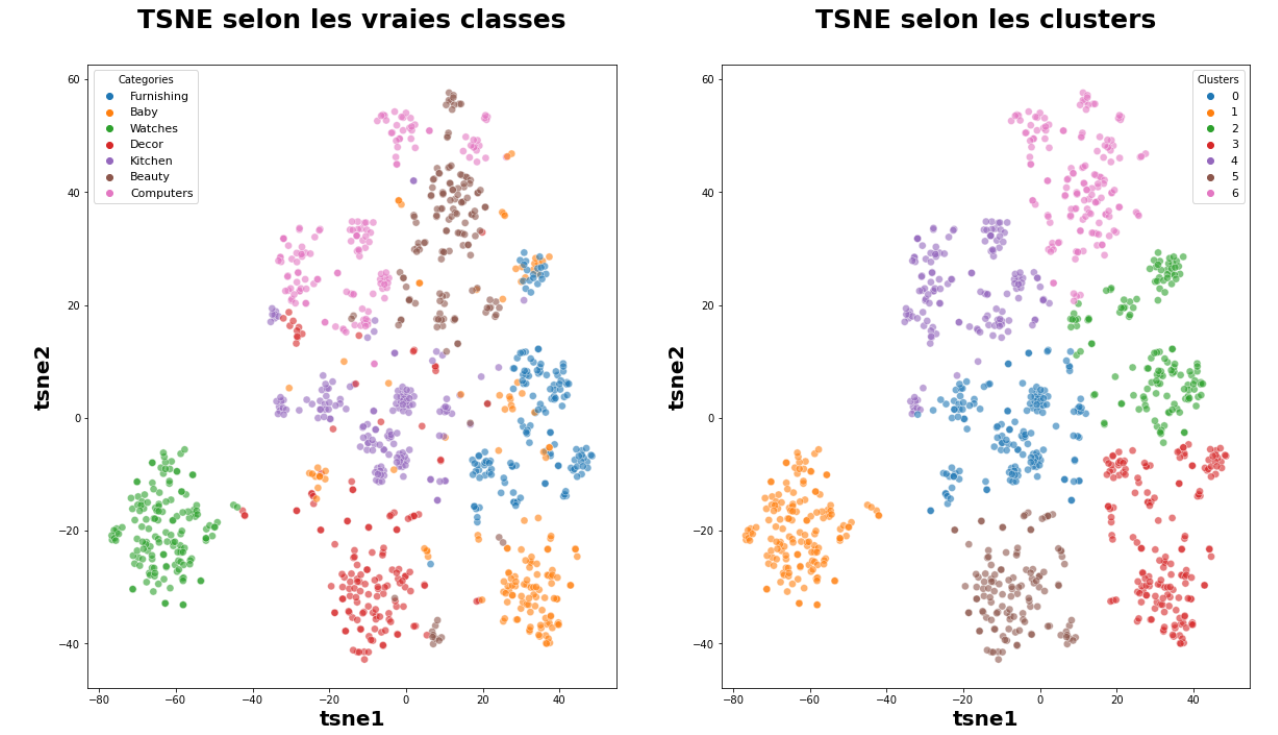 TSNE selon les vraies classes
TSNE selon les clusters
Categories
Furnishing
Baby
Watches
Decor
Kitchen
Beauty
Computers
60
40
20
0
−20
−40
tsne2
−80
−60
−40
−20
0
20
40
tsne1
Clusters
0
1
2
3
4
5
6
60
40
20
0
−20
−40
tsne2
−80
−60
−40
−20
0
20
40
tsne1